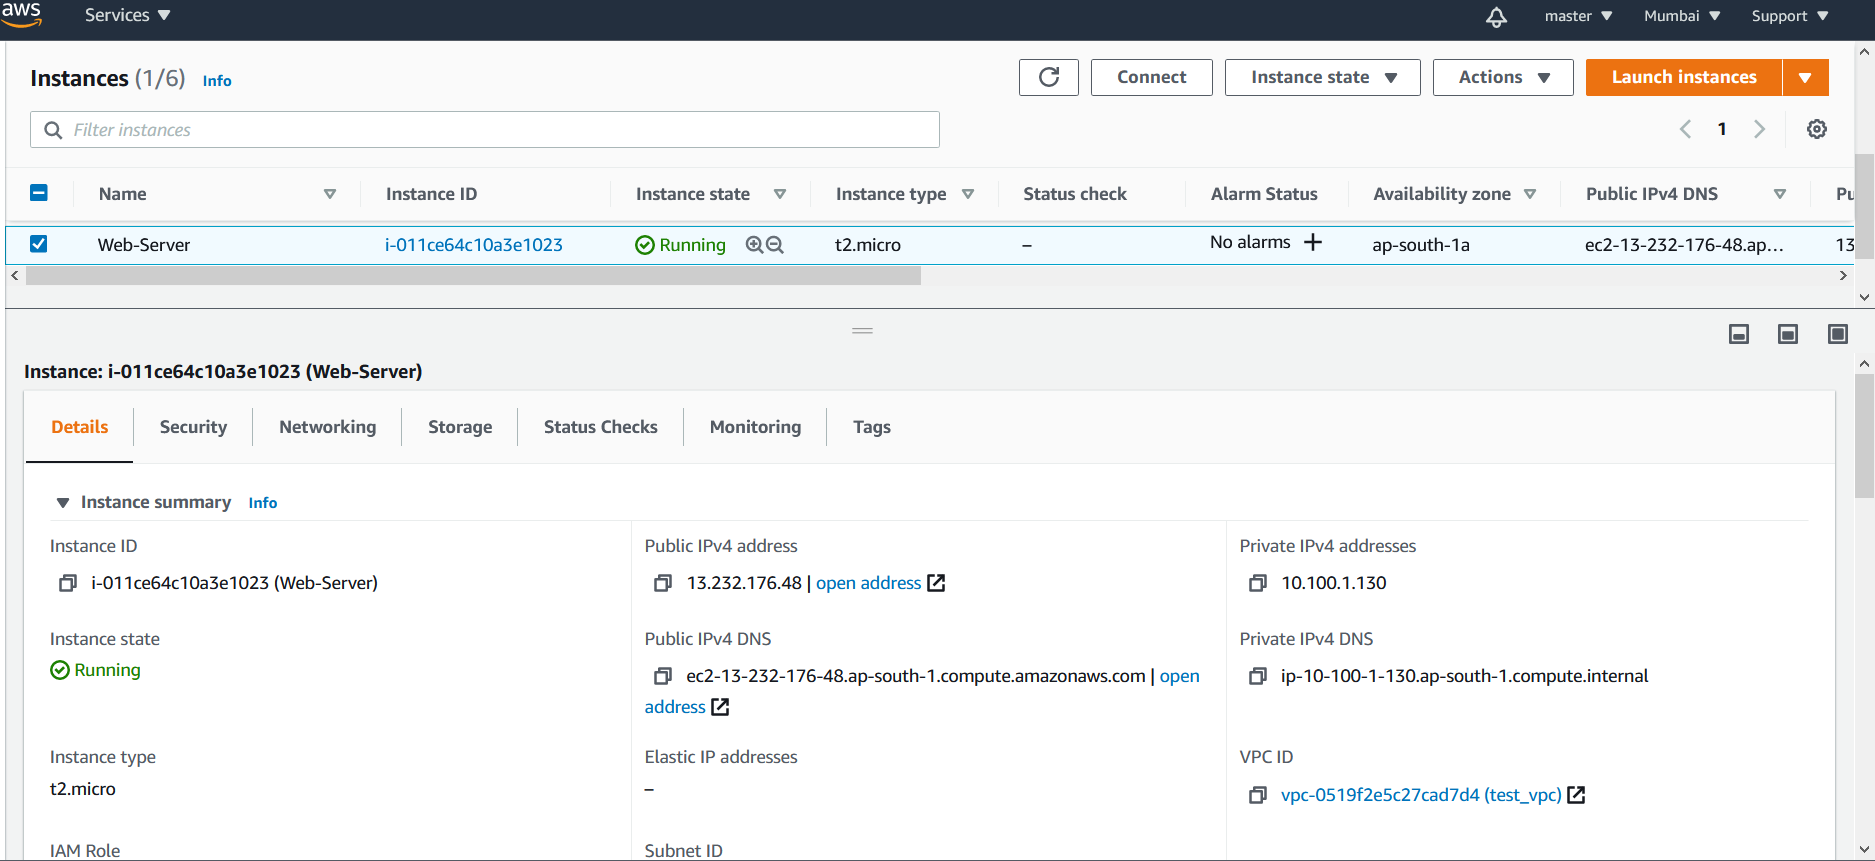 aws Services master Mumbai Support
Instances (1/6) Info Connect Instance state Actions Launch instances
Filter instances 1
Name Instance ID Instance state Instance type Status check Alarm Status Availability zone Public IPv4 DNS
Web-Server i-011ce64c10a3e1023 Running t2.micro – No alarms + ap-south-1a ec2-13-232-176-48.ap... 13
Instance: i-011ce64c10a3e1023 (Web-Server)
Details Security Networking Storage Status Checks Monitoring Tags
Instance summary Info
Instance ID Public IPv4 address Private IPv4 addresses
i-011ce64c10a3e1023 (Web-Server) 13.232.176.48 | open address 10.100.1.130
Instance state Public IPv4 DNS Private IPv4 DNS
Running ec2-13-232-176-48.ap-south-1.compute.amazonaws.com | open ip-10-100-1-130.ap-south-1.compute.internal
address
Instance type Elastic IP addresses VPC ID
t2.micro – vpc-0519f2e5c27cad7d4 (test_vpc)
IAM Role Subnet ID